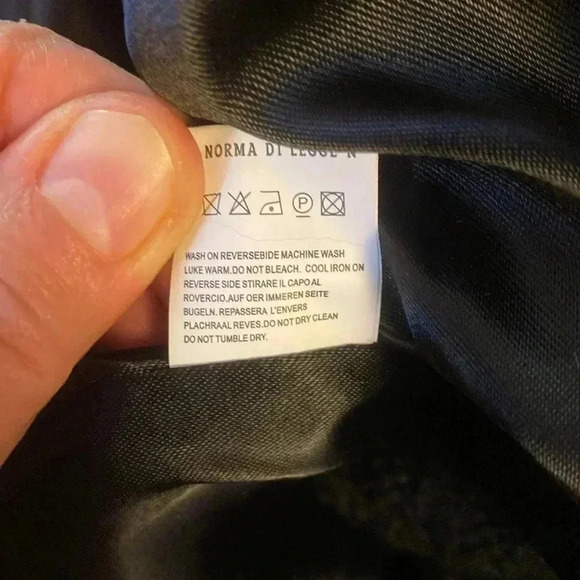 NORMA DI LEGGE N
P
WASH ON REVERSEBIDE MACHINE WASH
LUKE WARM.DO NOT BLEACH. COOL IRON ON
REVERSE SIDE STIRARE IL CAPO AL
ROVERCIO,AUF OER IMMEREN SEITE
BUGELN. REPASSERA L'ENVERS
PLACHRAAL REVES.DO NOT DRY CLEAN
DO NOT TUMBLE DRY.